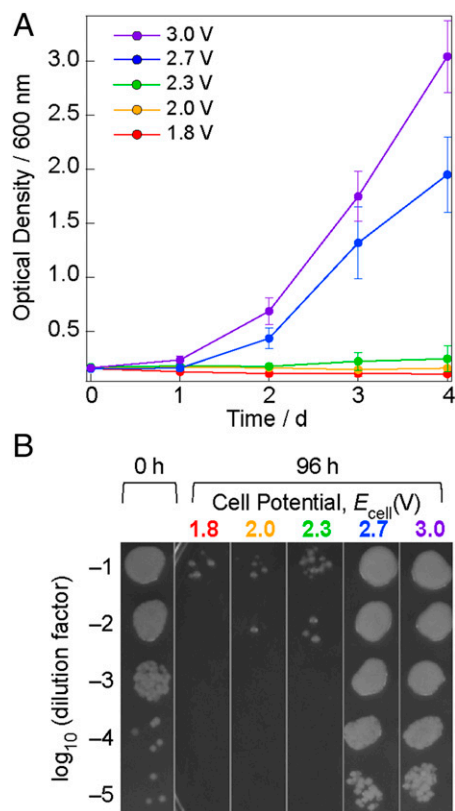 A
3.0 V
2.7 V
2.3 V
2.0 V
1.8 V
Optical Density / 600 nm
3.0
2.5
2.0
1.5
1.0
0.5
0 1 2 3 4
Time / d
B
0 h 96 h
Cell Potential, Ecell(V)
1.8 2.0 2.3 2.7 3.0
log10 (dilution factor)
–1
–2
–3
–4
–5